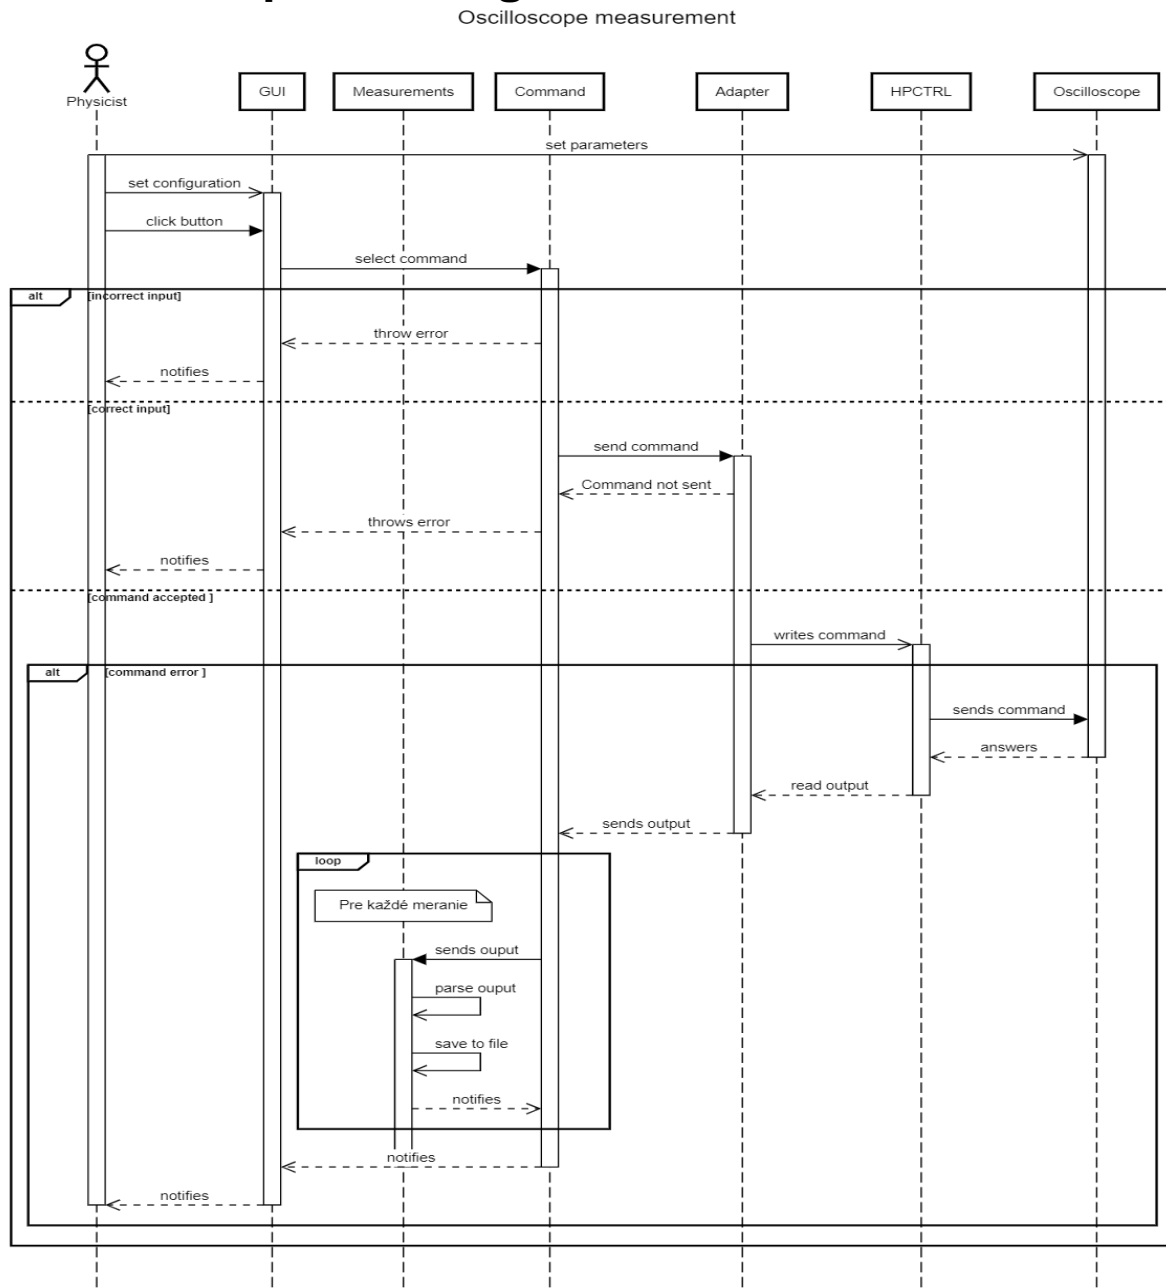 Oscilloscope measurement
Physicist
GUI
Measurements
Command
Adapter
HPCTRL
Oscilloscope
set parameters
set configuration
click button
select command
alt
[incorrect input]
throw error
notifies
[correct input]
send command
Command not sent
throws error
notifies
[command accepted ]
writes command
alt
[command error ]
sends command
answers
read output
sends output
loop
Pre každé meranie
sends ouput
parse ouput
save to file
notifies
notifies
notifies